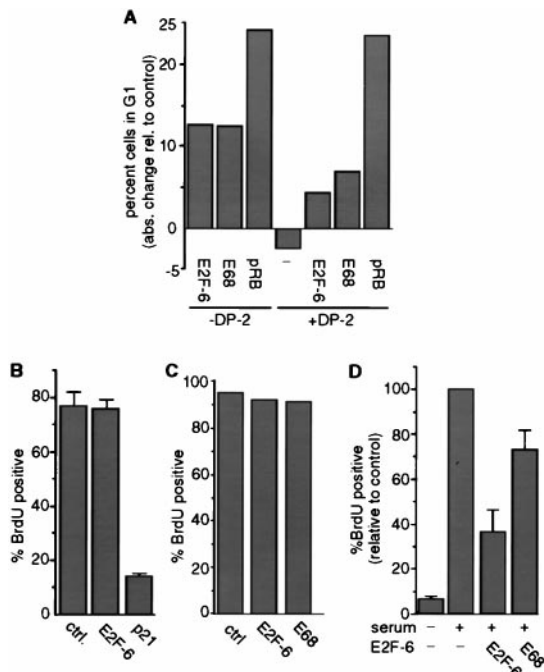 A
percent cells in G1
(abs. change rel. to control)
25
20
10
0
-5
E2F-6
E68
pRB
–
E2F-6
E68
pRB
-DP-2
+DP-2
B
% BrdU positive
80
60
40
20
0
ctrl.
E2F-6
p21
C
% BrdU positive
100
80
60
40
20
0
ctrl
E2F-6
E68
D
%BrdU positive
(relative to control)
100
80
60
40
20
0
serum – + + +
E2F-6 – – E2F-6 E68